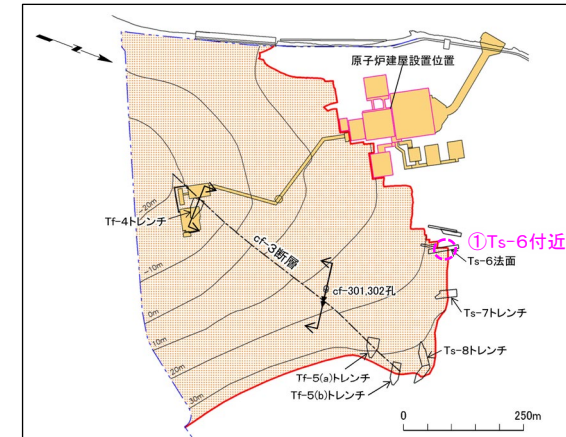 原子炉建屋設置位置
①Ts-6付近
Ts-6法面
Tf-4トレンチ
cf-3断層
cf-301,302孔
Ts-7トレンチ
Ts-8トレンチ
Tf-5(a)トレンチ
Tf-5(b)トレンチ
-20m
-10m
0m
10m
20m
30m
0 250m